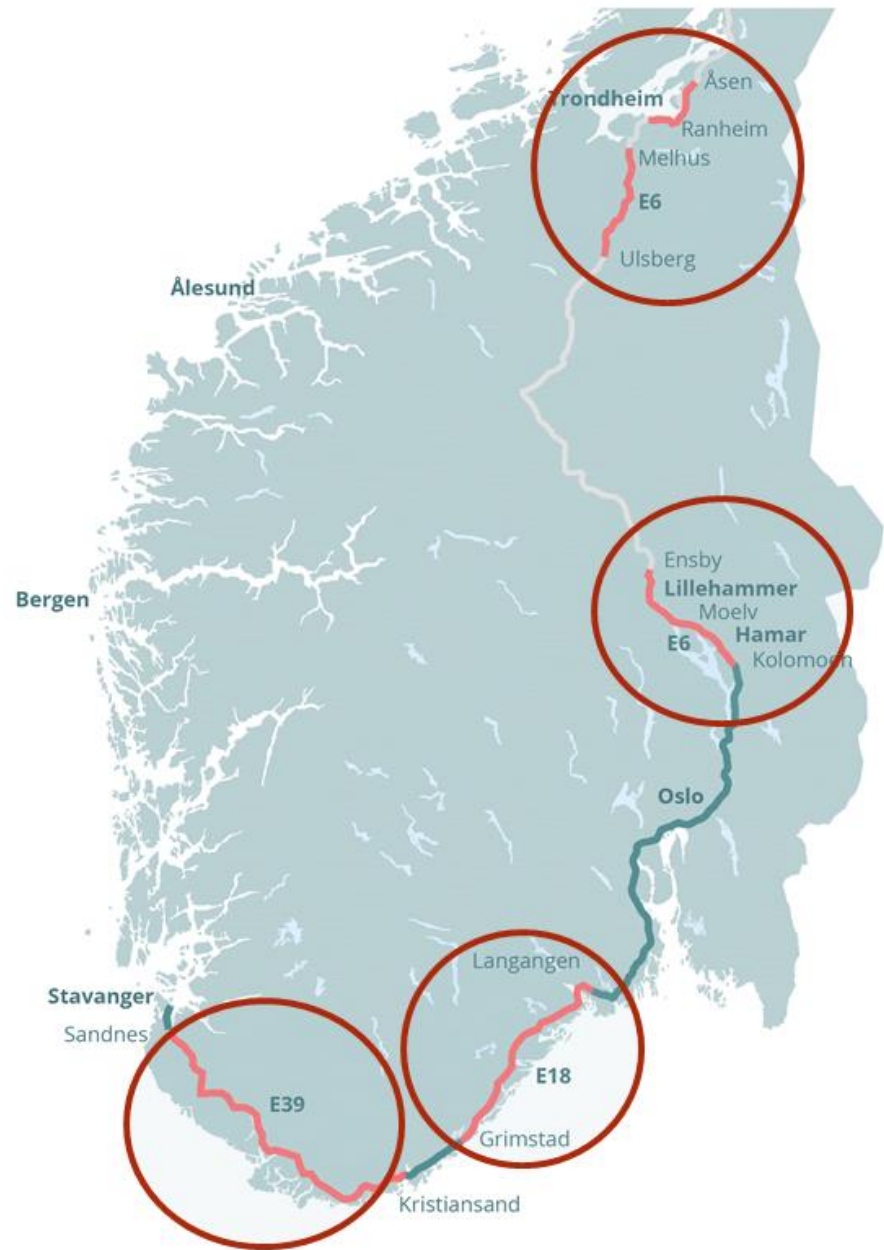 Åsen
Trondheim
Ranheim
Melhus
E6
Ulsberg
Ålesund
Ensby
Lillehammer
Moelv
Bergen
Hamar
E6
Kolomoen
Oslo
Langangen
Stavanger
Sandnes
E18
E39
Grimstad
Kristiansand